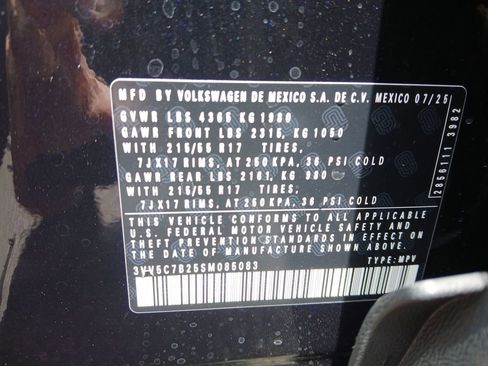 MFD. BY VOLKSWAGEN DE MEXICO S.A. DE C.V. MEXICO 07/25
GVWR LBS 4365 KG 1980
GAWR FRONT LBS 2315, KG 1050
WITH 215/55 R17 TIRES,
7JX17 RIMS, AT 250 KPA, 36 PSI COLD
GAWR REAR LBS 2161, KG 980
WITH 215/55 R17 TIRES,
7JX17 RIMS, AT 250 KPA, 36 PSI COLD
THIS VEHICLE CONFORMS TO ALL APPLICABLE
U.S. FEDERAL MOTOR VEHICLE SAFETY AND
THEFT PREVENTION STANDARDS IN EFFECT ON THE
DATE OF MANUFACTURE SHOWN ABOVE.
3VV5C7B25SM085083 TYPE: MPV
2856111 3982